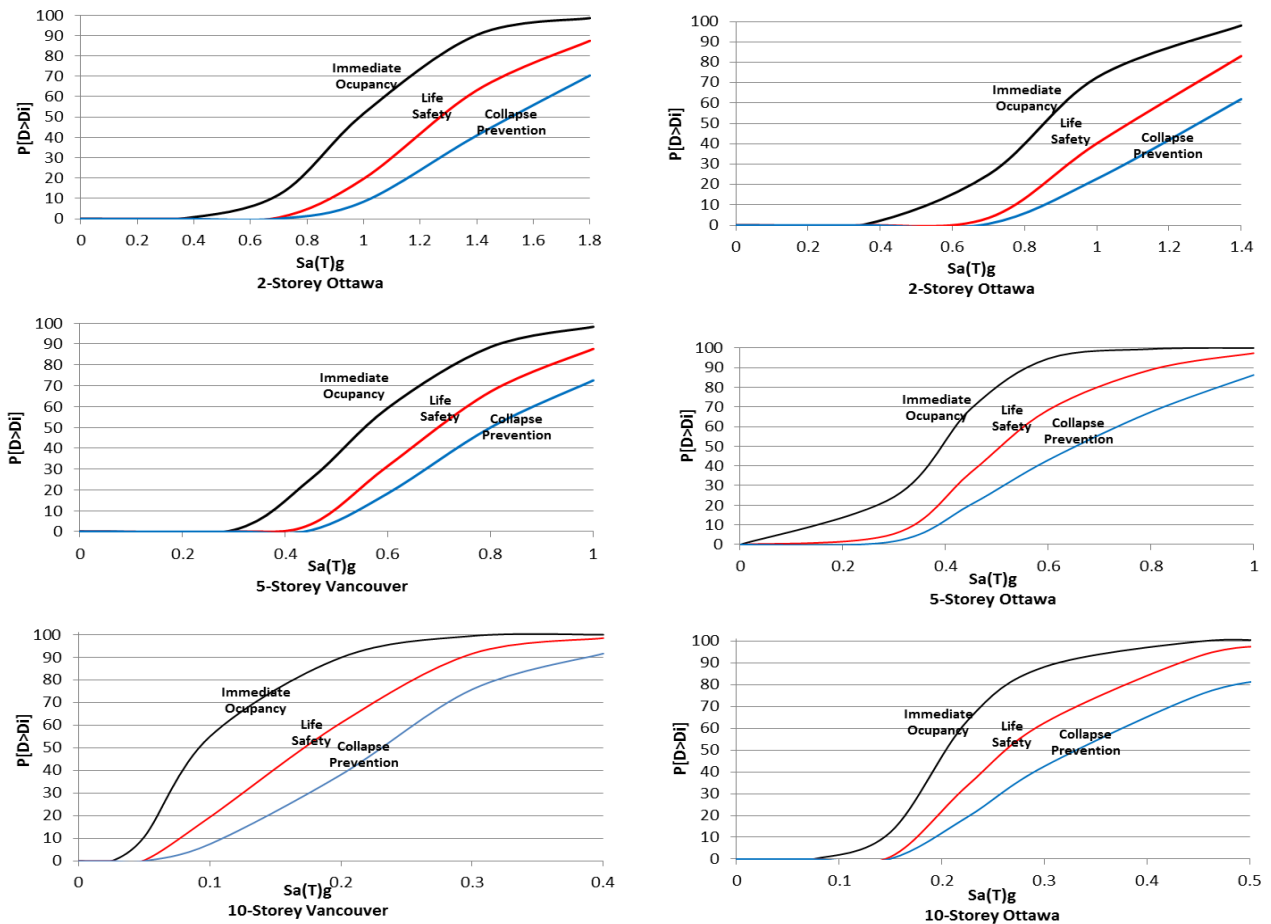 100
90
80
70
60
50
40
30
20
10
0
P[D>Di]
Immediate
Ocupancy
Life
Safety
Collapse
Prevention
0 0.2 0.4 0.6 0.8 1 1.2 1.4 1.6 1.8
Sa(T)g
2-Storey Ottawa
100
90
80
70
60
50
40
30
20
10
0
P[D>Di]
Immediate
Ocupancy
Life
Safety
Collapse
Prevention
0 0.2 0.4 0.6 0.8 1 1.2 1.4
Sa(T)g
2-Storey Ottawa
100
90
80
70
60
50
40
30
20
10
0
P[D>Di]
Immediate
Ocupancy
Life
Safety
Collapse
Prevention
0 0.2 0.4 0.6 0.8 1
Sa(T)g
5-Storey Vancouver
100
90
80
70
60
50
40
30
20
10
0
P[D>Di]
Immediate
Ocupancy
Life
Safety
Collapse
Prevention
0 0.2 0.4 0.6 0.8 1
Sa(T)g
5-Storey Ottawa
100
90
80
70
60
50
40
30
20
10
0
P[D>Di]
Immediate
Ocupancy
Life
Safety
Collapse
Prevention
0 0.1 0.2 0.3 0.4
Sa(T)g
10-Storey Vancouver
100
90
80
70
60
50
40
30
20
10
0
P[D>Di]
Immediate
Ocupancy
Life
Safety
Collapse
Prevention
0 0.1 0.2 0.3 0.4 0.5
Sa(T)g
10-Storey Ottawa